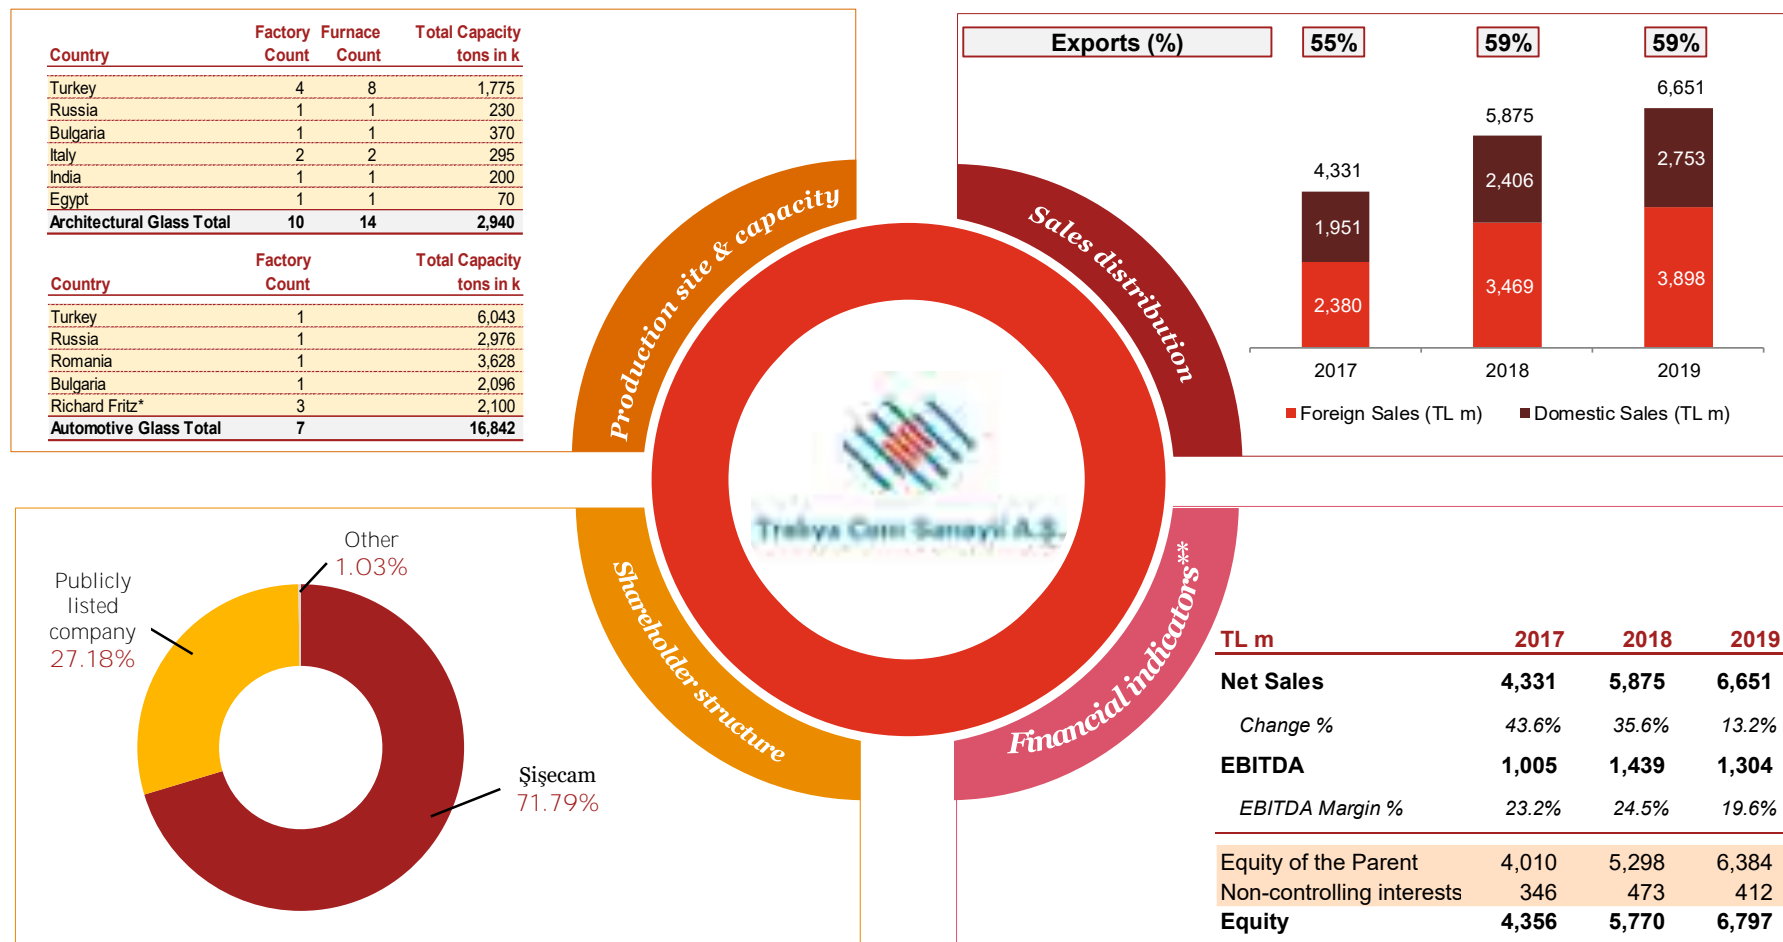 Factory Furnace Total Capacity
Country Count Count tons in k
Turkey 4 8 1,775
Russia 1 1 230
Bulgaria 1 1 370
Italy 2 2 295
India 1 1 200
Egypt 1 1 70
Architectural Glass Total 10 14 2,940
Factory Total Capacity
Country Count tons in k
Turkey 1 6,043
Russia 1 2,976
Romania 1 3,628
Bulgaria 1 2,096
Richard Fritz* 3 2,100
Automotive Glass Total 7 16,842
Production site & capacity
Exports (%) 55% 59% 59%
6,651
5,875
4,331
2,753
2,406
1,951
3,898
3,469
2,380
2017 2018 2019
Foreign Sales (TL m) Domestic Sales (TL m)
Sales distribution
Trakya Cam Sanayii A.Ş.
Other
1.03%
Publicly
listed
company
27.18%
Şişecam
71.79%
Shareholder structure
Financial indicators**
TL m 2017 2018 2019
Net Sales 4,331 5,875 6,651
Change % 43.6% 35.6% 13.2%
EBITDA 1,005 1,439 1,304
EBITDA Margin % 23.2% 24.5% 19.6%
Equity of the Parent 4,010 5,298 6,384
Non-controlling interests 346 473 412
Equity 4,356 5,770 6,797